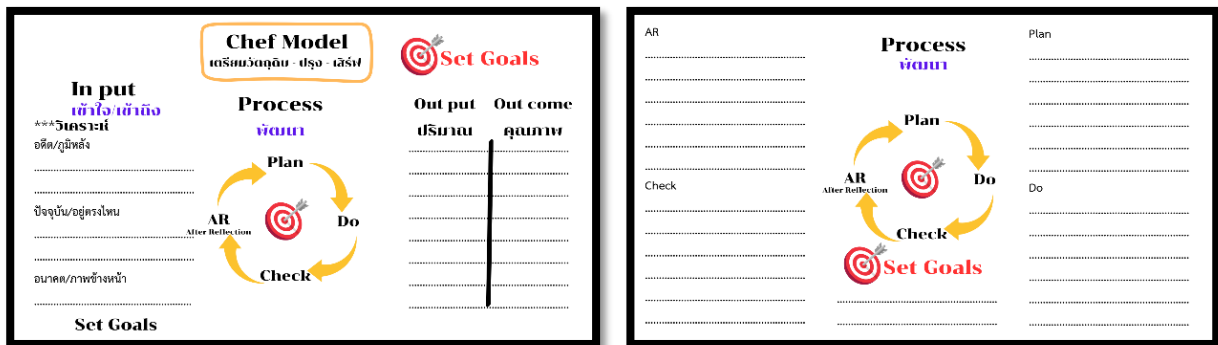 Chef Model
เตรียมวัตถุดิบ - ปรุง - เสิร์ฟ
Set Goals
In put
เข้าใจ/เข้าถึง
***วิเคราะห์
อดีต/ภูมิหลัง
ปัจจุบัน/อยู่ตรงไหน
อนาคต/ภาพข้างหน้า
Set Goals
Process
พัฒนา
Plan
Do
Check
AR
After Reflection
Out put
Out come
ปริมาณ
คุณภาพ
AR
Check
Process
พัฒนา
Plan
Do
Check
AR
After Reflection
Set Goals
Plan
Do